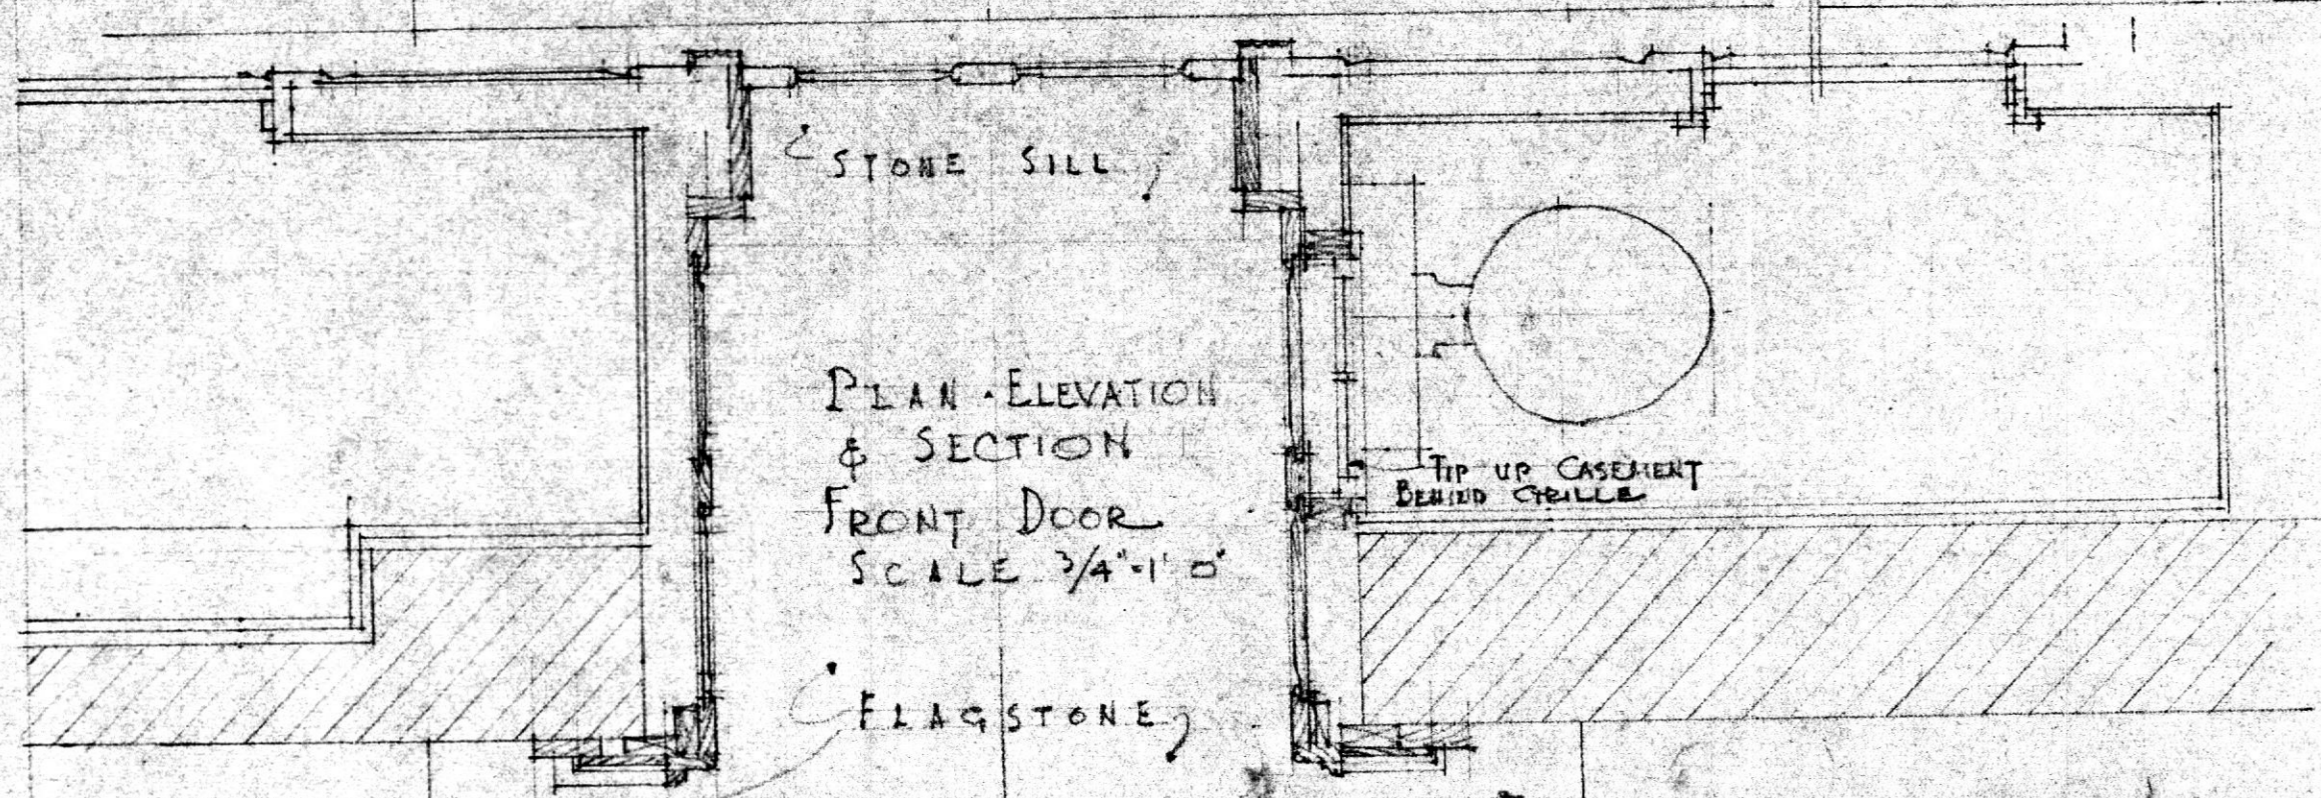 STONE SILL
PLAN · ELEVATION
& SECTION
FRONT DOOR
SCALE 3/4"=1' 0"
TIP UP CASEMENT
BEHIND GRILLE
FLAGSTONE